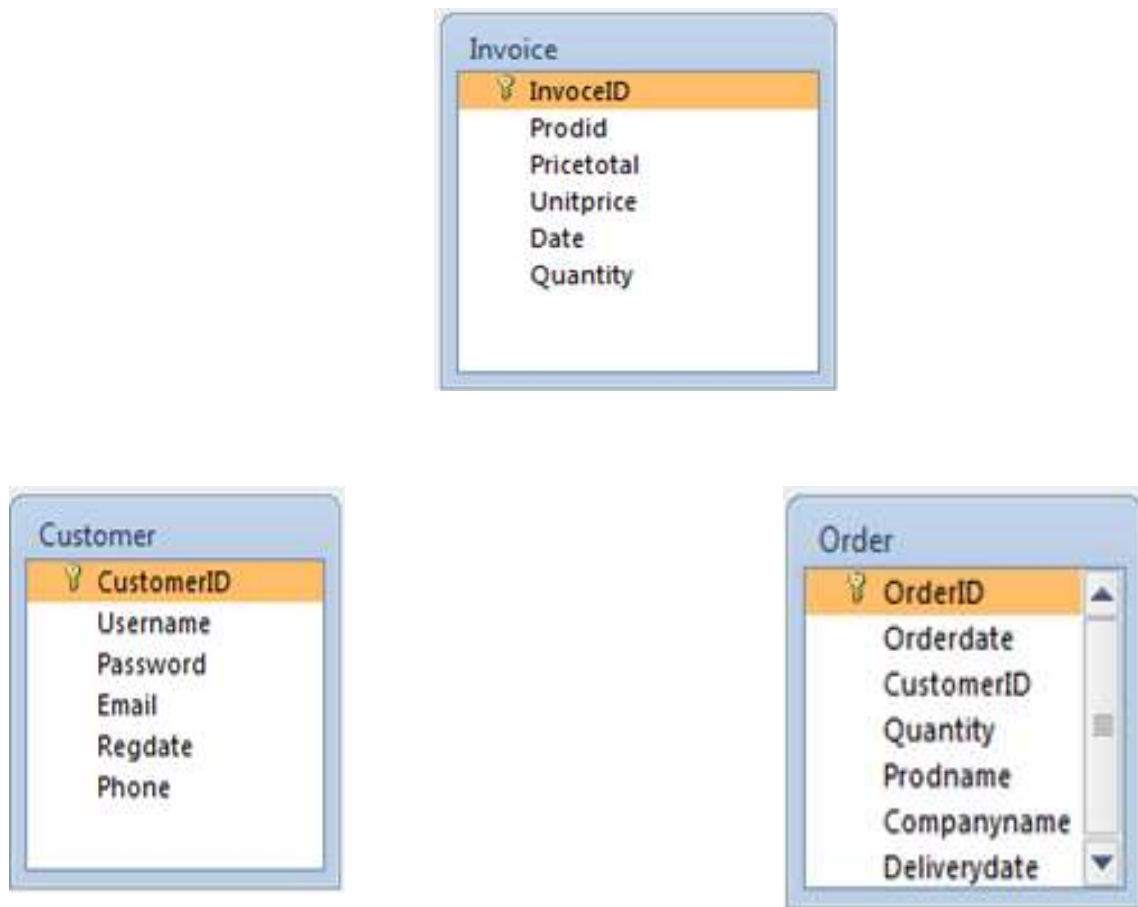 Invoice
InvoceID
Prodid
Pricetotal
Unitprice
Date
Quantity
Customer
CustomerID
Username
Password
Email
Regdate
Phone
Order
OrderID
Orderdate
CustomerID
Quantity
Prodname
Companyname
Deliverydate